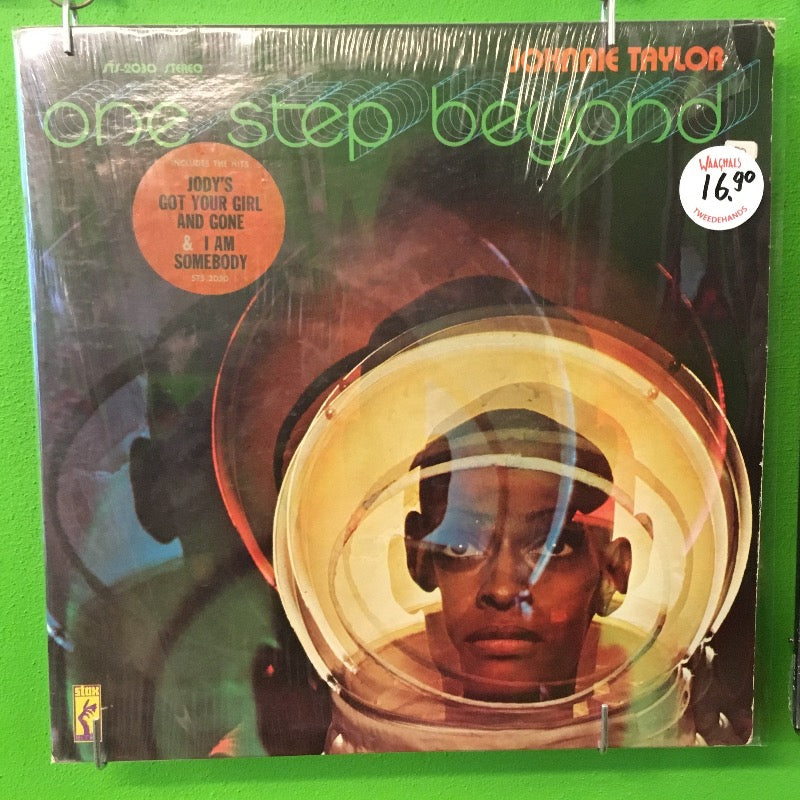 STS-2030 STEREO
JOHNNIE TAYLOR
one step beyond
INCLUDES THE HITS
JODY'S
GOT YOUR GIRL
AND GONE
& I AM
SOMEBODY
STS 2030
WAAGHALS
16.90
TWEEDEHANDS
stax